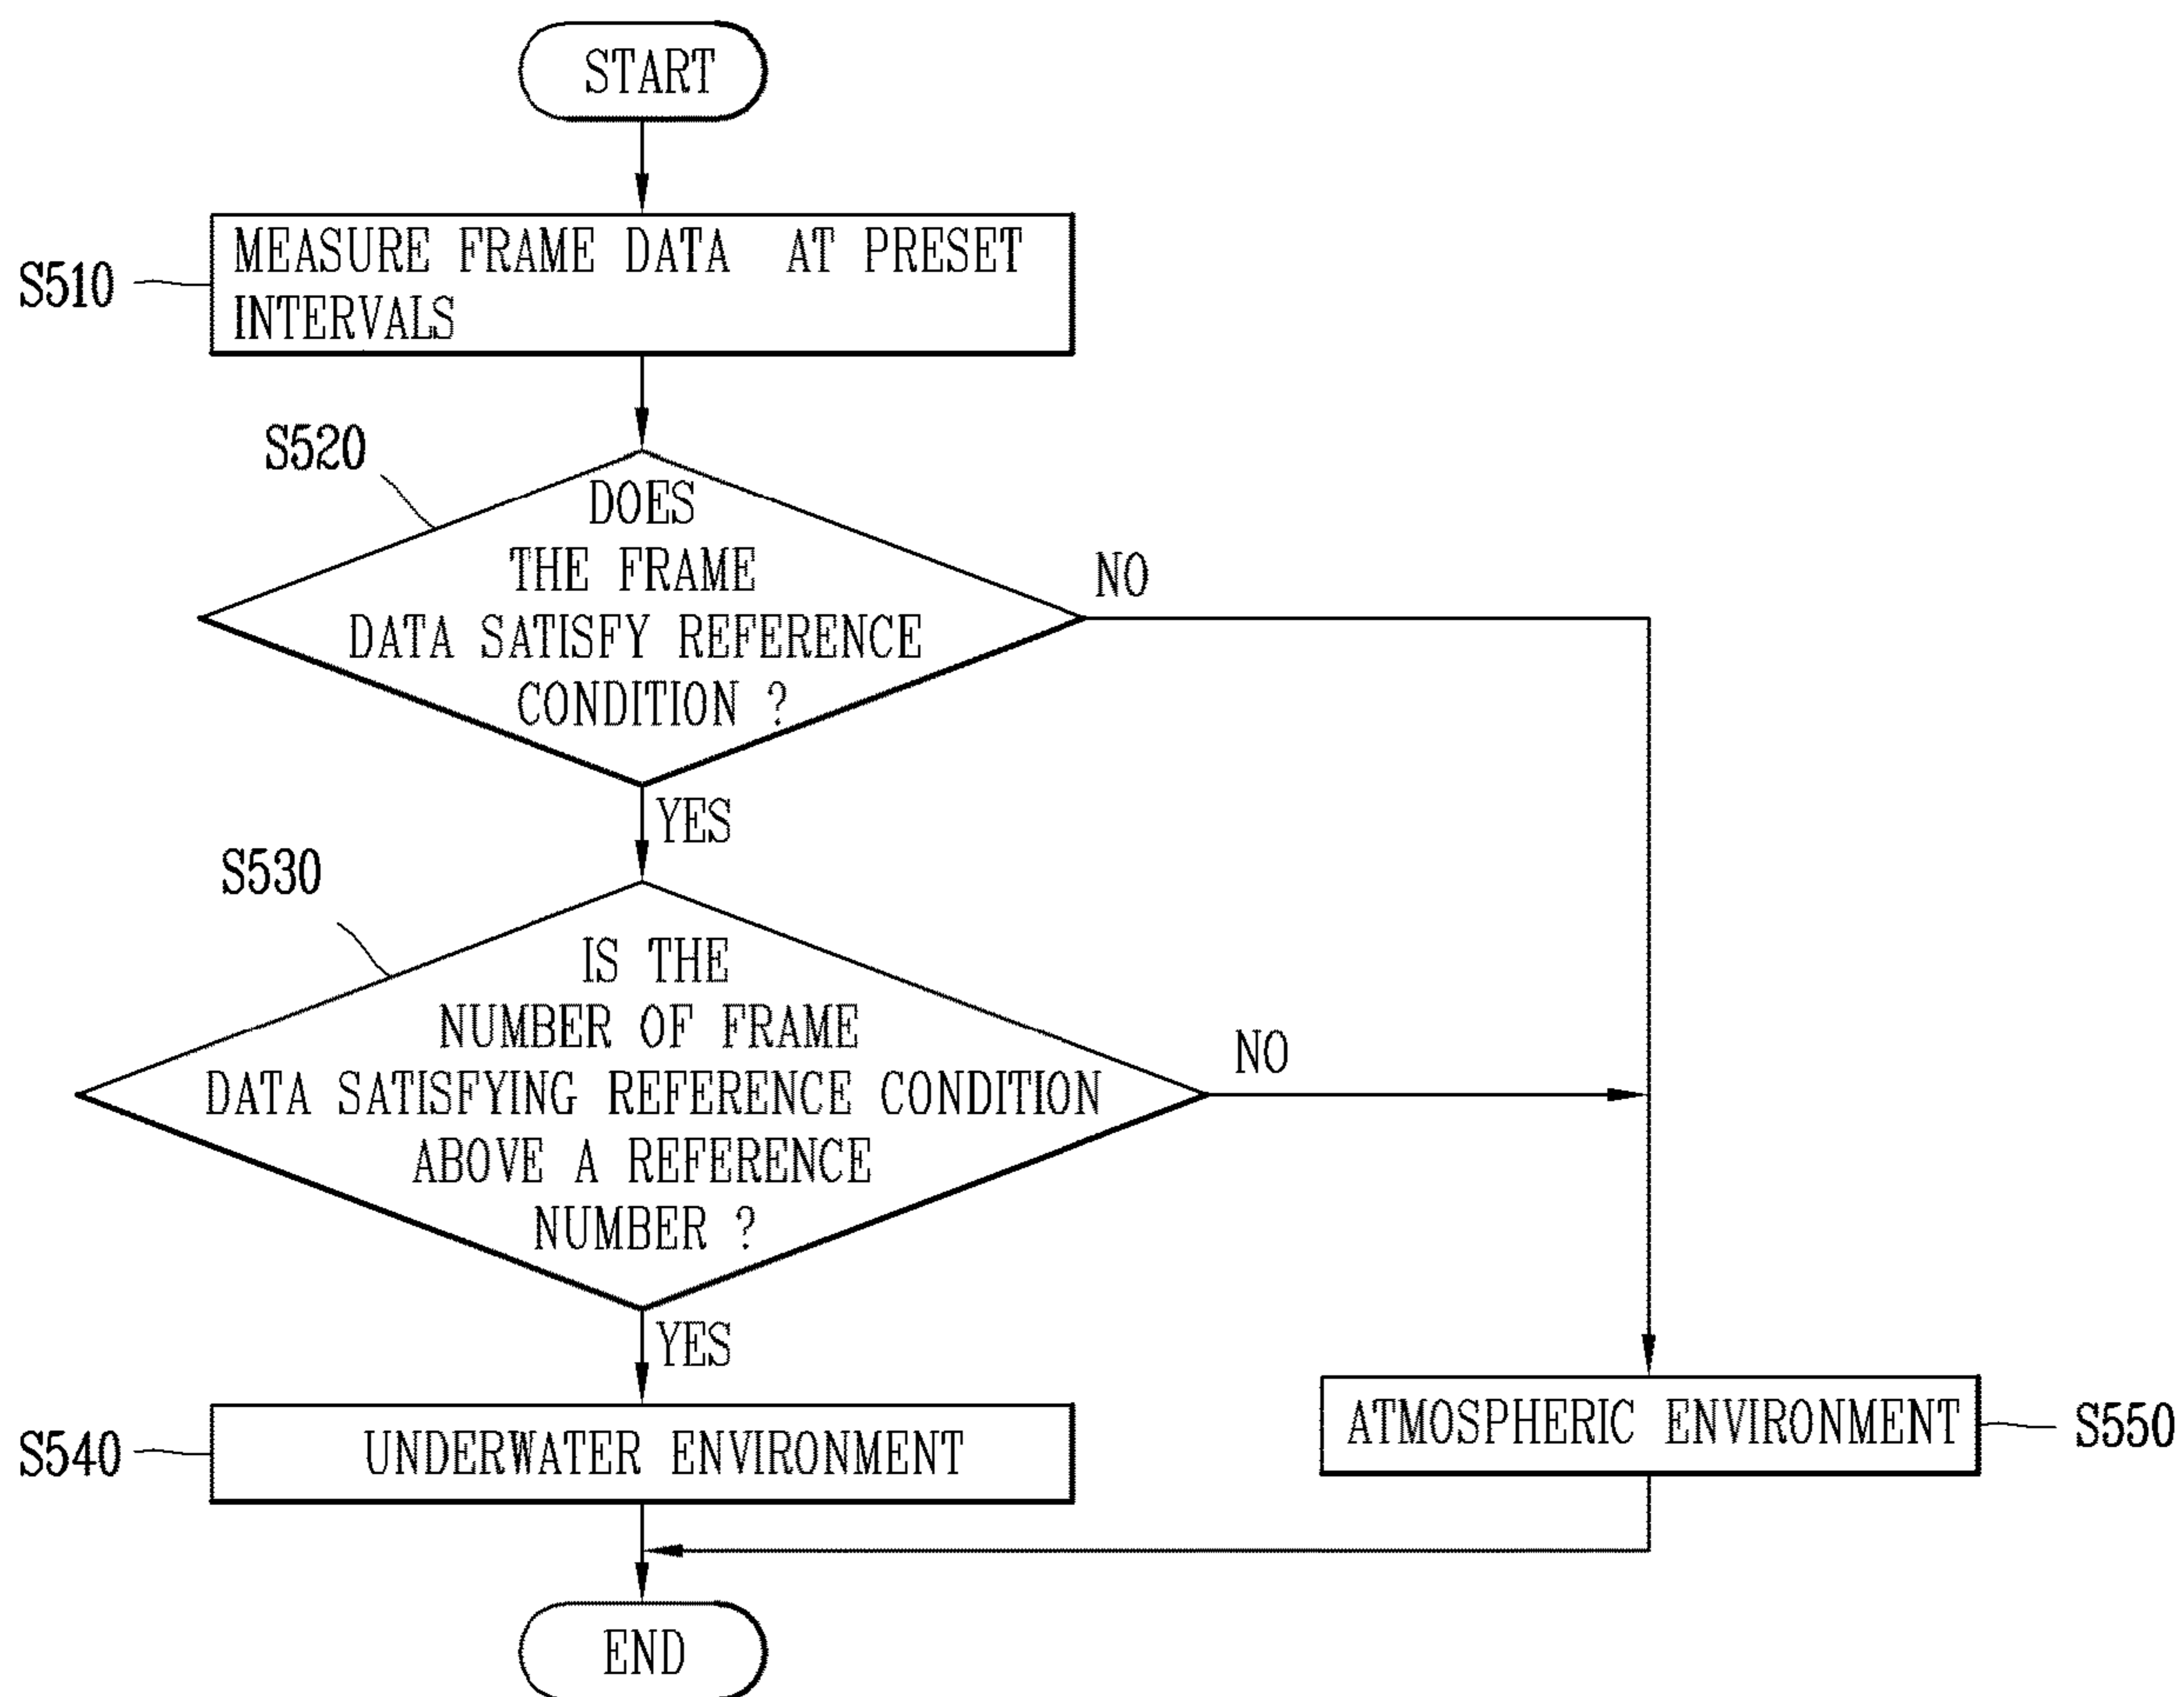 START
S510
MEASURE FRAME DATA AT PRESET
INTERVALS
S520
DOES
THE FRAME
DATA SATISFY REFERENCE
CONDITION ?
NO
YES
S530
IS THE
NUMBER OF FRAME
DATA SATISFYING REFERENCE CONDITION
ABOVE A REFERENCE
NUMBER ?
NO
YES
S540
UNDERWATER ENVIRONMENT
ATMOSPHERIC ENVIRONMENT
S550
END